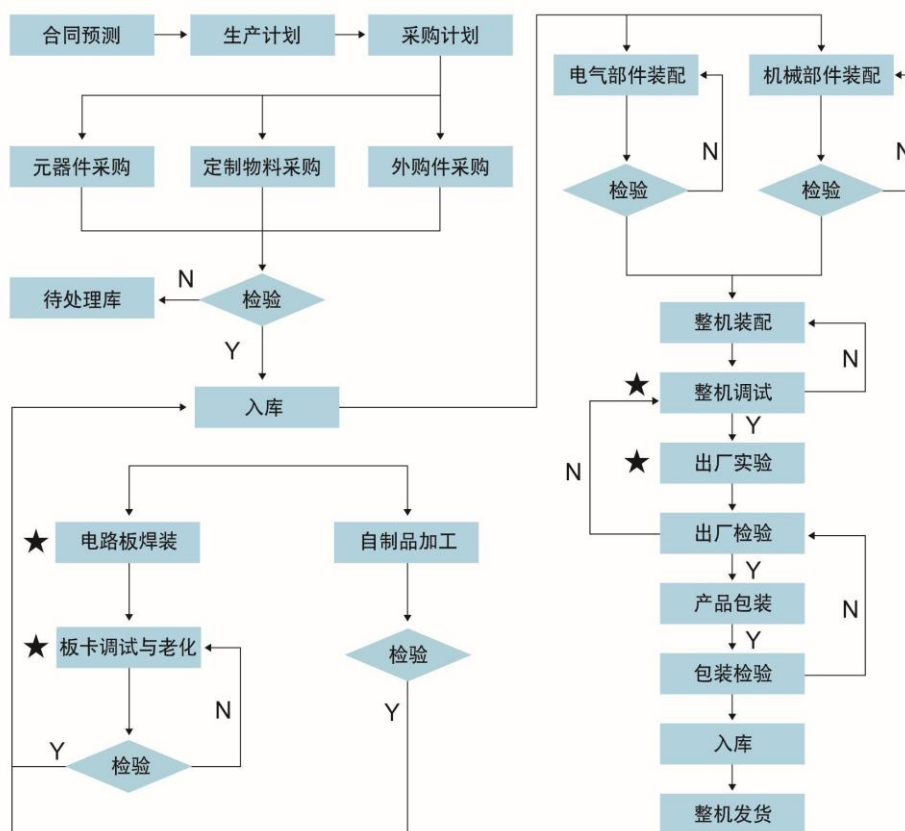 合同预测
生产计划
采购计划
元器件采购
定制物料采购
外购件采购
待处理库
N
检验
Y
入库
★
电路板焊装
自制品加工
★
板卡调试与老化
检验
N
Y
检验
Y
电气部件装配
机械部件装配
N
N
检验
检验
整机装配
N
★
整机调试
Y
★
出厂实验
N
出厂检验
Y
产品包装
N
Y
包装检验
入库
整机发货